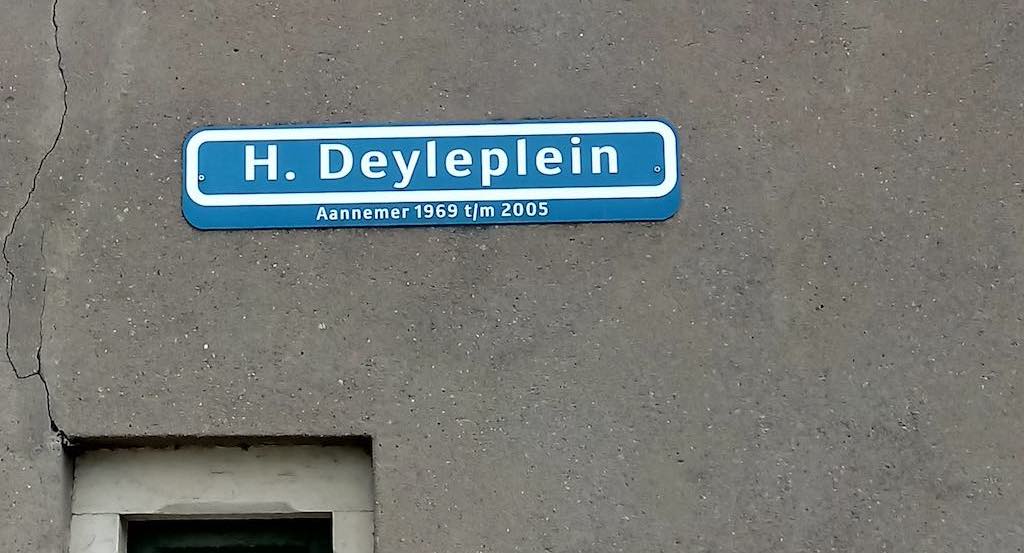 H. Deyleplein
Aannemer 1969 t/m 2005